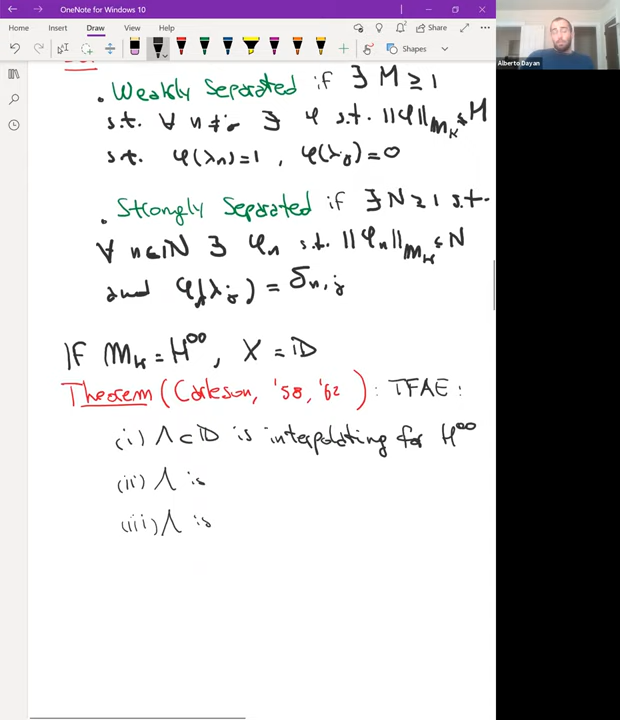 OneNote for Windows 10
Home Insert Draw View Help Share
Shapes
Alberto Dayan
. Weakly Separated if ∃ M ≥ 1
s.t. ∀ n ≠ j ∃ φ s.t. ||φ||_{M_k} ≤ M
s.t. φ(λ_n) = 1 , φ(λ_j) = 0
. Strongly Separated if ∃ N ≥ 1 s.t.
∀ n ∈ ℕ ∃ φ_n s.t. ||φ_n||_{M_k} ≤ N
and φ_n(λ_j) = δ_{n,j}
IF M_k = H^∞, X = 𝔻
Theorem (Carleson, '58, '62) : TFAE :
(i) Λ ⊂ 𝔻 is interpolating for H^∞
(ii) Λ is
(iii) Λ is